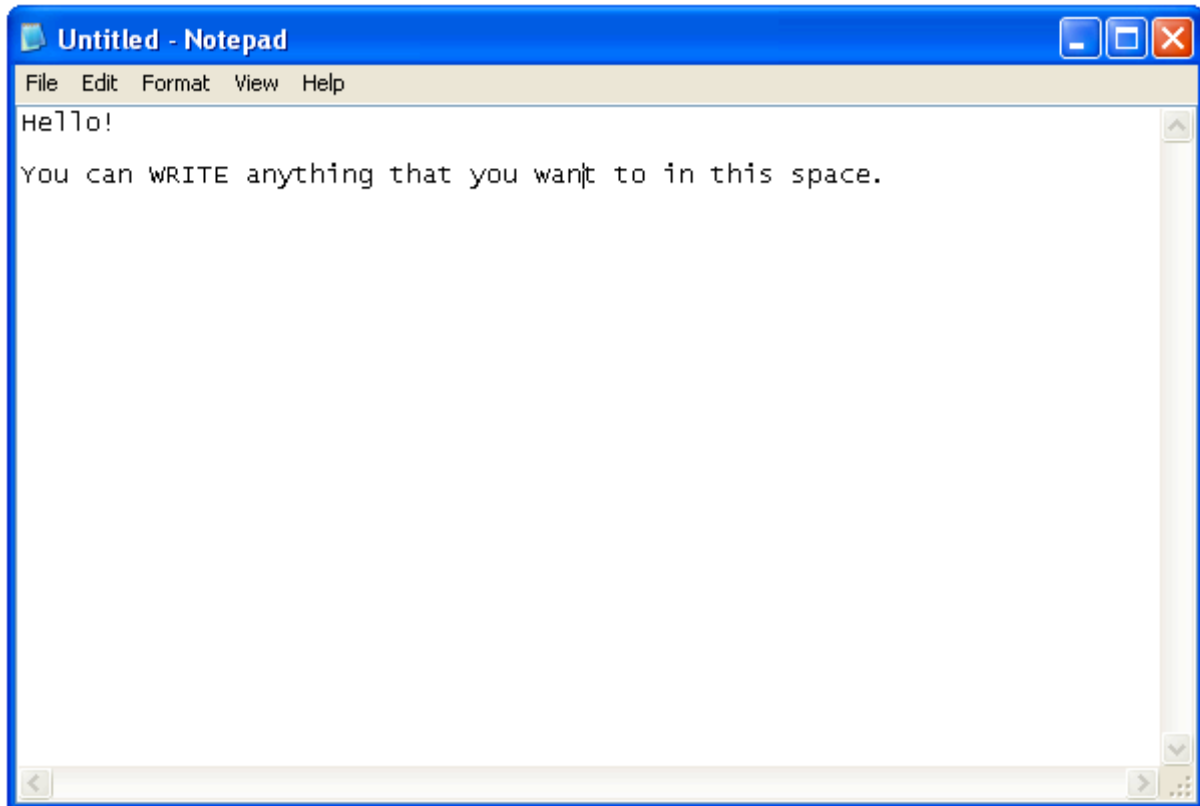 Untitled - Notepad
File Edit Format View Help
Hello!
You can WRITE anything that you want to in this space.